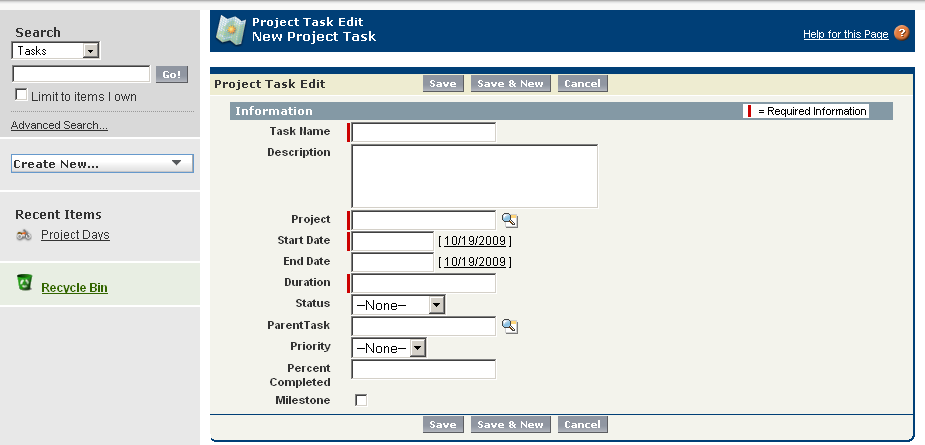 Search
Tasks
Go!
Limit to items I own
Advanced Search...
Create New...
Recent Items
Project Days
Recycle Bin
Project Task Edit
New Project Task
Help for this Page ?
Project Task Edit Save Save & New Cancel
Information = Required Information
Task Name
Description
Project
Start Date [ 10/19/2009 ]
End Date [ 10/19/2009 ]
Duration
Status --None--
ParentTask
Priority --None--
Percent
Completed
Milestone
Save Save & New Cancel